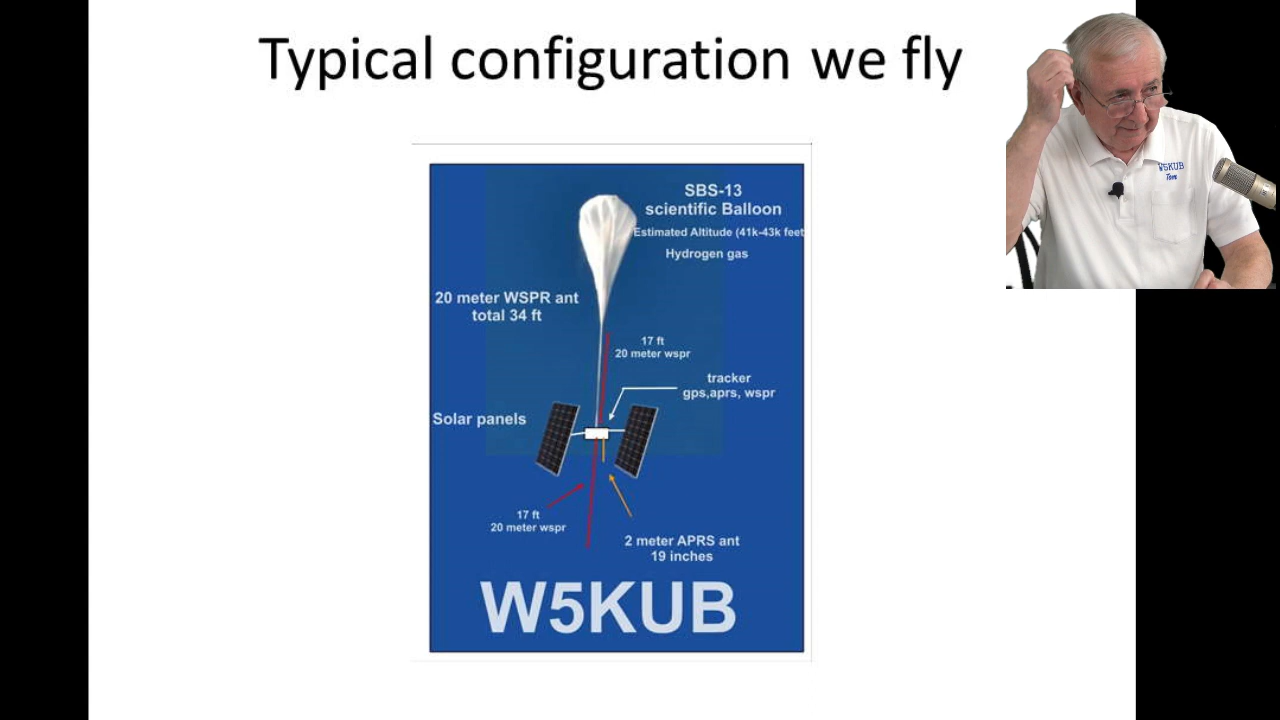 Typical configuration we fly
W5KUB
Tom
SBS-13
scientific Balloon
Estimated Altitude (41k-43k feet
Hydrogen gas
20 meter WSPR ant
total 34 ft
17 ft
20 meter wspr
tracker
gps,aprs, wspr
Solar panels
17 ft
20 meter wspr
2 meter APRS ant
19 inches
W5KUB